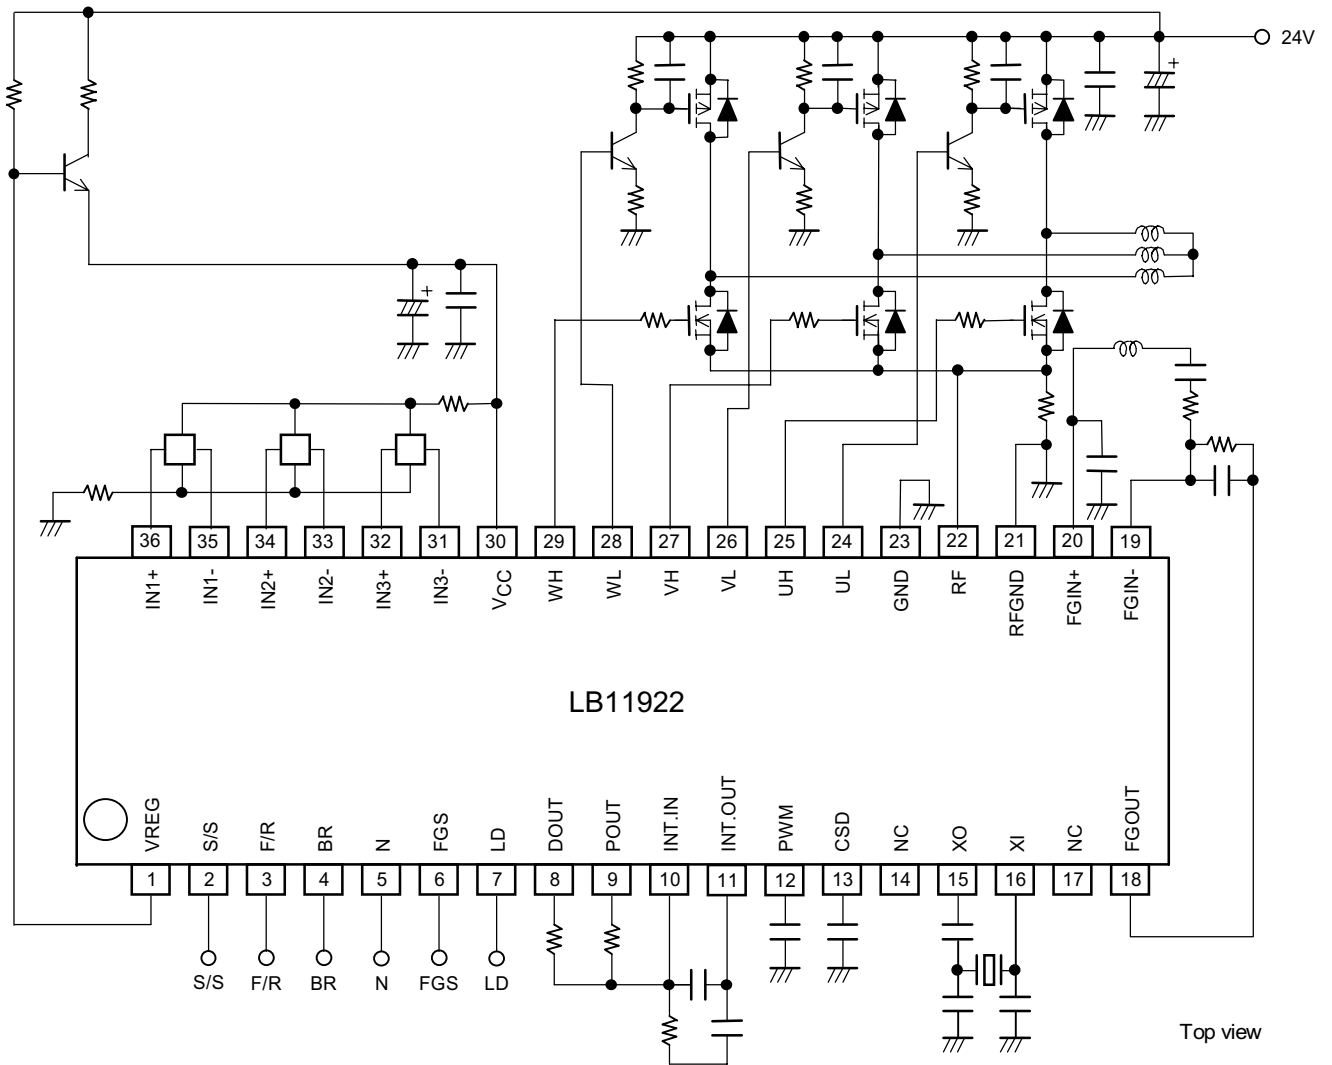 24V
+
+
36 35 34 33 32 31 30 29 28 27 26 25 24 23 22 21 20 19
IN1+ IN1- IN2+ IN2- IN3+ IN3- VCC WH WL VH VL UH UL GND RF RFGND FGIN+ FGIN-
LB11922
VREG S/S F/R BR N FGS LD DOUT POUT INT.IN INT.OUT PWM CSD NC XO XI NC FGOUT
1 2 3 4 5 6 7 8 9 10 11 12 13 14 15 16 17 18
S/S F/R BR N FGS LD
Top view